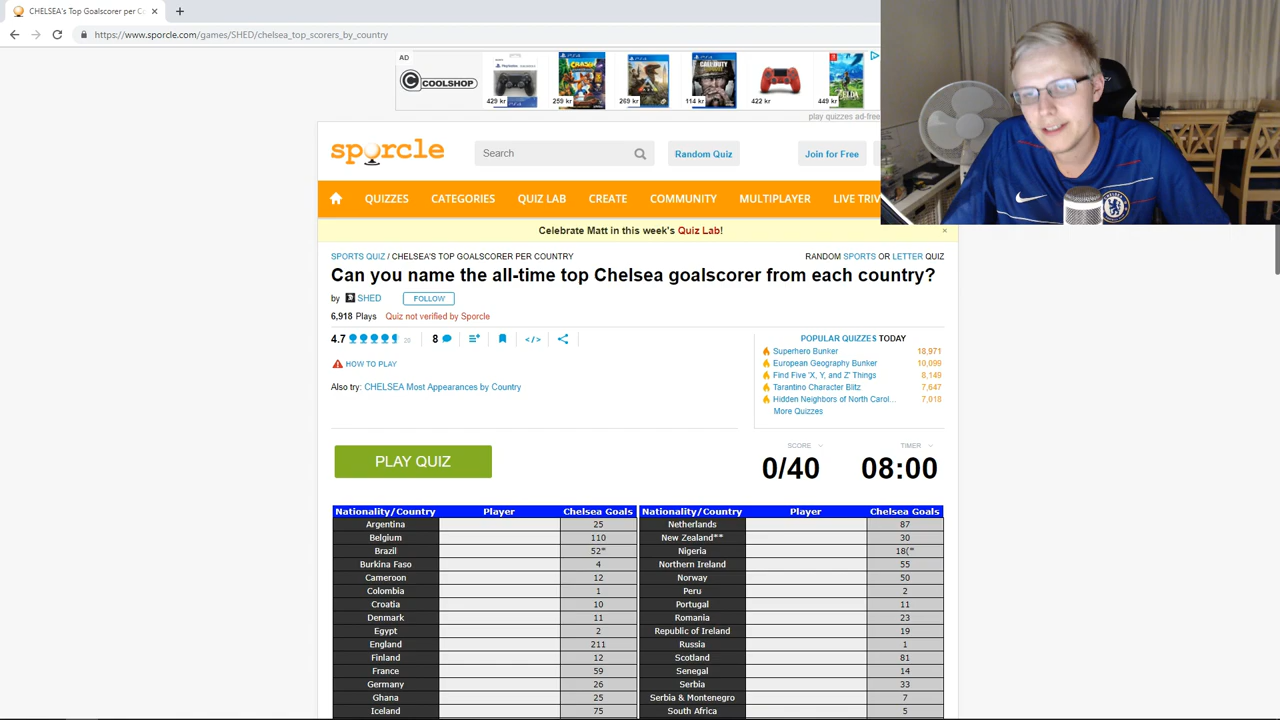 CHELSEA's Top Goalscorer per C
https://www.sporcle.com/games/SHED/chelsea_top_scorers_by_country
AD
COOLSHOP
429 kr 259 kr 269 kr 114 kr 422 kr 449 kr
play quizzes ad-free
sporcle
Search
Random Quiz
Join for Free
QUIZZES CATEGORIES QUIZ LAB CREATE COMMUNITY MULTIPLAYER LIVE TRIV
Celebrate Matt in this week's Quiz Lab! ×
SPORTS QUIZ / CHELSEA'S TOP GOALSCORER PER COUNTRY
RANDOM SPORTS OR LETTER QUIZ
Can you name the all-time top Chelsea goalscorer from each country?
by SHED FOLLOW
6,918 Plays Quiz not verified by Sporcle
4.7 28 8 </>
HOW TO PLAY
Also try: CHELSEA Most Appearances by Country
POPULAR QUIZZES TODAY
Superhero Bunker 18,971
European Geography Bunker 10,099
Find Five 'X, Y, and Z' Things 8,149
Tarantino Character Blitz 7,647
Hidden Neighbors of North Carol... 7,018
More Quizzes
PLAY QUIZ
SCORE TIMER
0/40 08:00
Nationality/Country Player Chelsea Goals Nationality/Country Player Chelsea Goals
Argentina 25 Netherlands 87
Belgium 110 New Zealand** 30
Brazil 52* Nigeria 18(*
Burkina Faso 4 Northern Ireland 55
Cameroon 12 Norway 50
Colombia 1 Peru 2
Croatia 10 Portugal 11
Denmark 11 Romania 23
Egypt 2 Republic of Ireland 19
England 211 Russia 1
Finland 12 Scotland 81
France 59 Senegal 14
Germany 26 Serbia 33
Ghana 25 Serbia & Montenegro 7
Iceland 75 South Africa 5